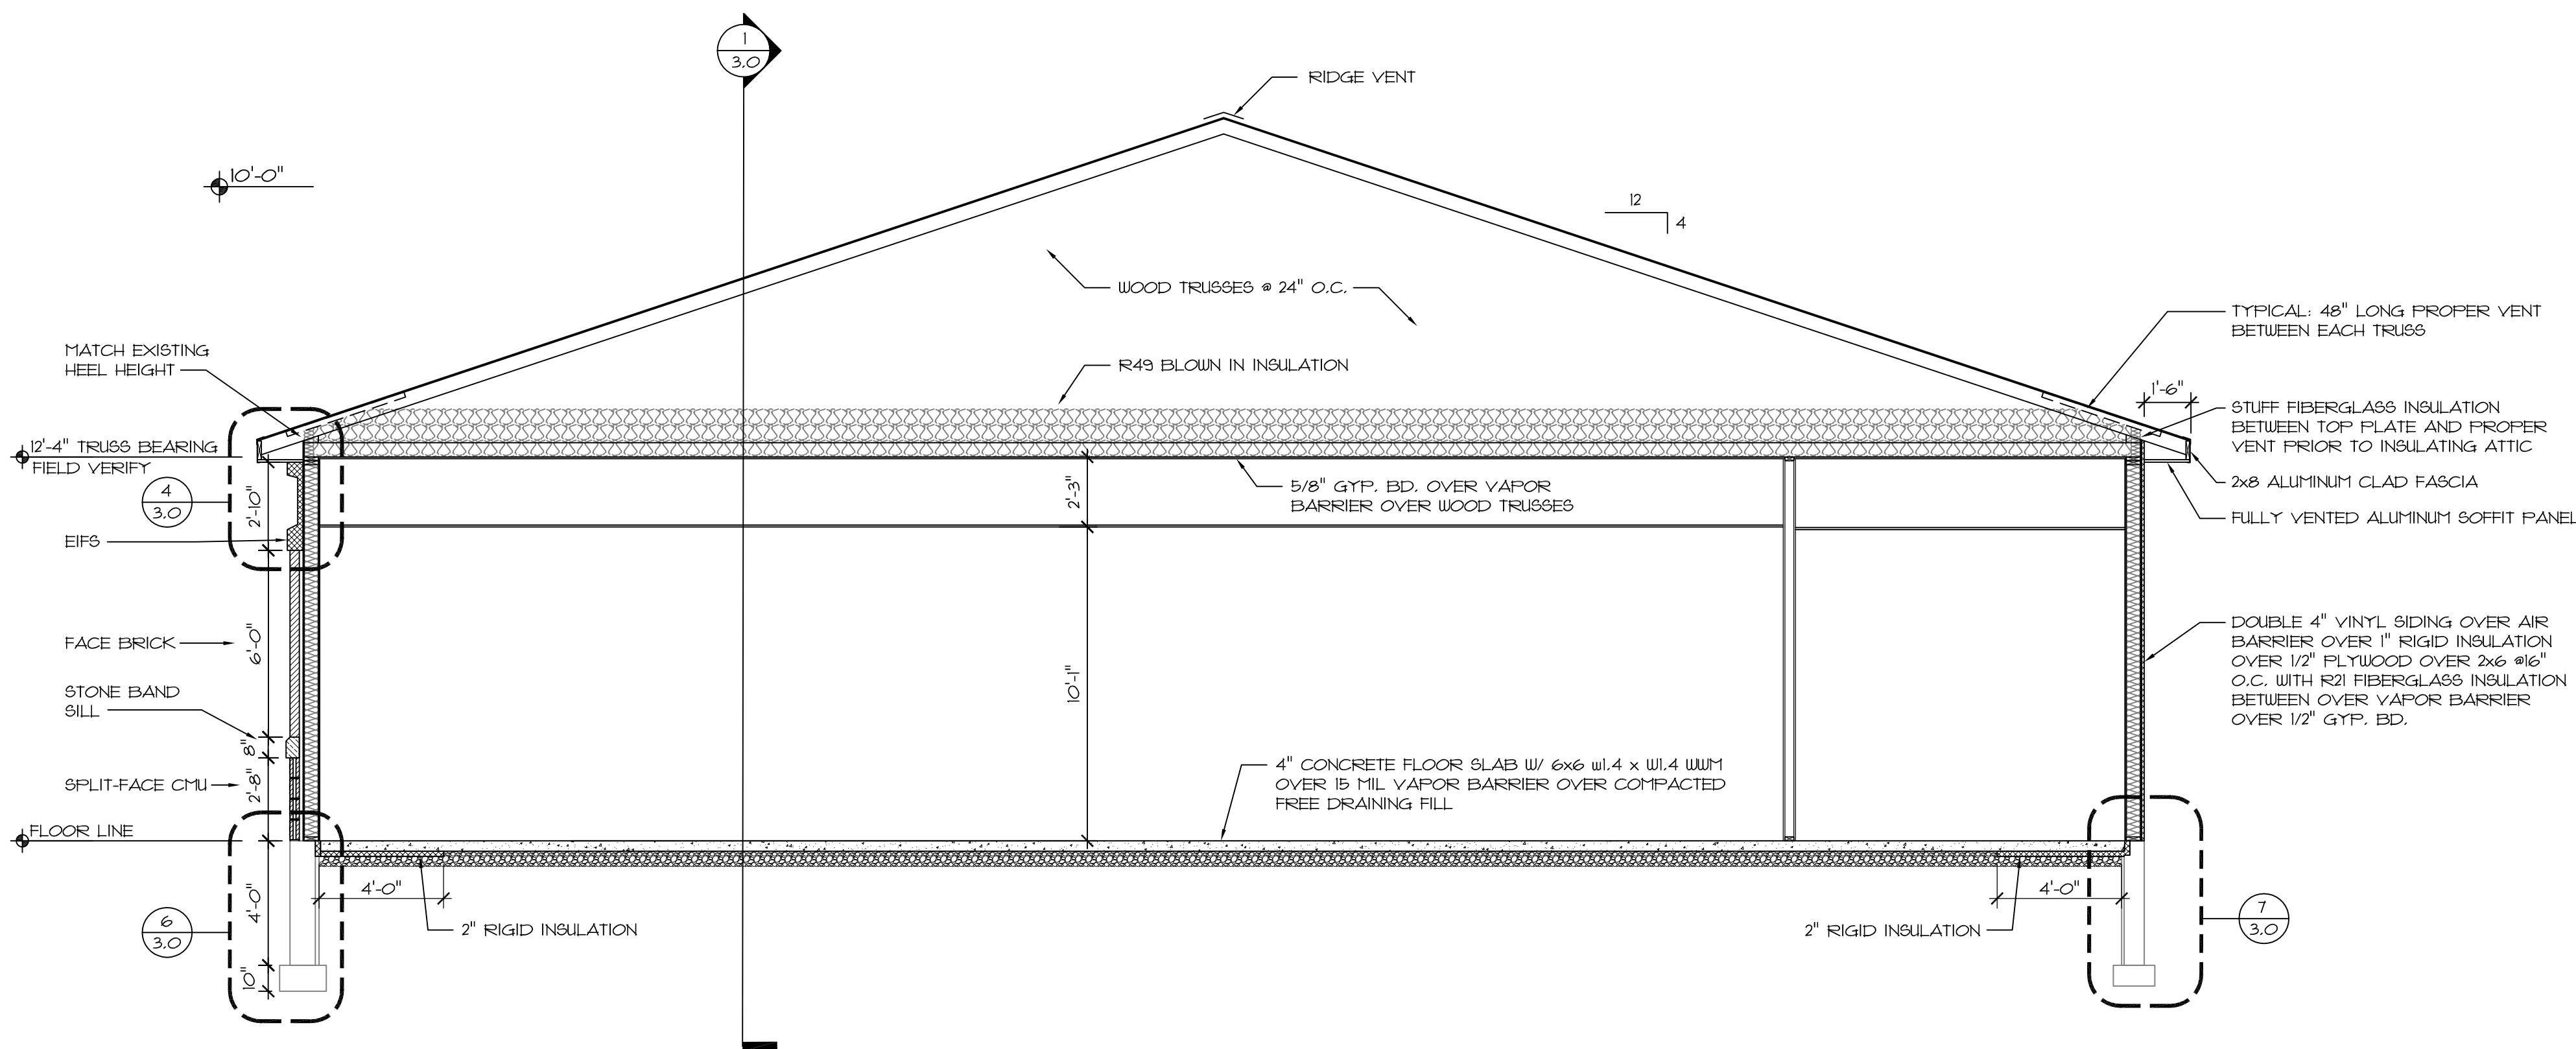 1
3.0
RIDGE VENT
10'-0"
12
4
WOOD TRUSSES @ 24" O.C.
TYPICAL: 48" LONG PROPER VENT
BETWEEN EACH TRUSS
MATCH EXISTING
HEEL HEIGHT
R49 BLOWN IN INSULATION
1'-6"
STUFF FIBERGLASS INSULATION
BETWEEN TOP PLATE AND PROPER
VENT PRIOR TO INSULATING ATTIC
12'-4" TRUSS BEARING
FIELD VERIFY
4
3.0
2'-10"
2'-3"
5/8" GYP. BD. OVER VAPOR
BARRIER OVER WOOD TRUSSES
2x8 ALUMINUM CLAD FASCIA
FULLY VENTED ALUMINUM SOFFIT PANEL
EIFS
FACE BRICK
6'-0"
10'-1"
DOUBLE 4" VINYL SIDING OVER AIR
BARRIER OVER 1" RIGID INSULATION
OVER 1/2" PLYWOOD OVER 2x6 @16"
O.C. WITH R21 FIBERGLASS INSULATION
BETWEEN OVER VAPOR BARRIER
OVER 1/2" GYP. BD.
STONE BAND
SILL
8"
SPLIT-FACE CMU
2'-8"
4" CONCRETE FLOOR SLAB W/ 6x6 w1.4 x W1.4 WWM
OVER 15 MIL VAPOR BARRIER OVER COMPACTED
FREE DRAINING FILL
FLOOR LINE
4'-0"
4'-0"
4'-0"
6
3.0
2" RIGID INSULATION
2" RIGID INSULATION
7
3.0
10"